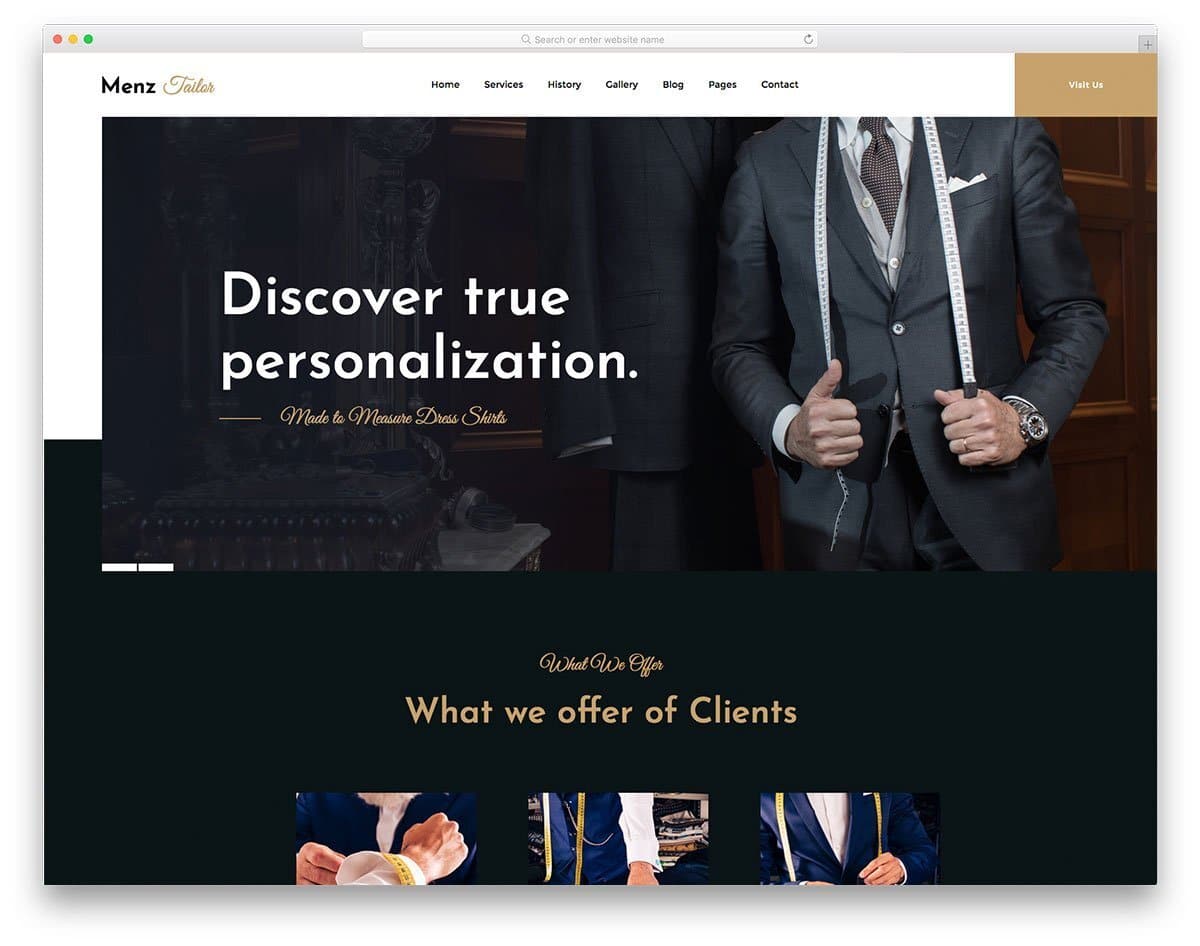 Search or enter website name
Menz Tailor
Home Services History Gallery Blog Pages Contact
Visit Us
Discover true
personalization.
Made to Measure Dress Shirts
What We Offer
What we offer of Clients